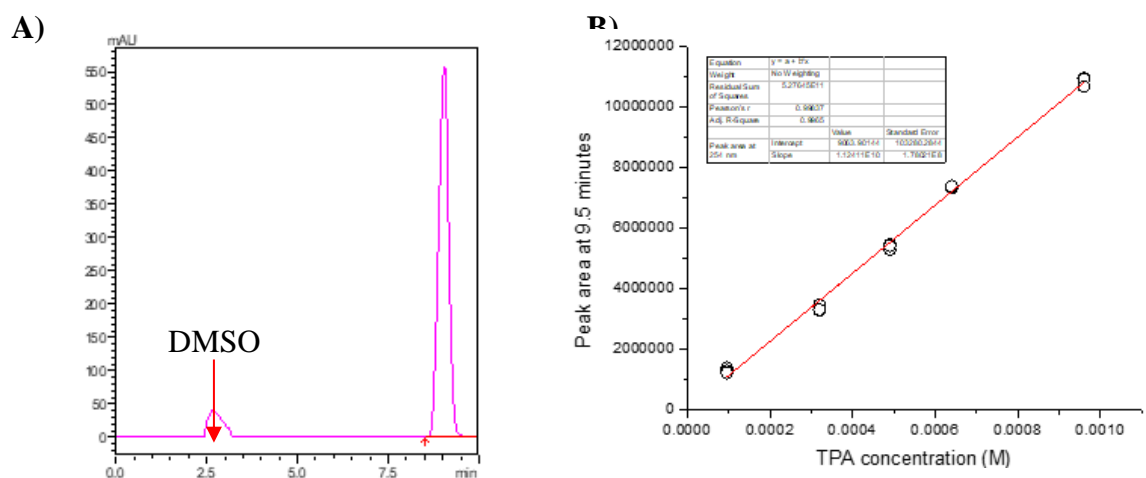 A)
mAU
550
500
450
400
350
300
250
200
150
100
50
0
DMSO
0.0 2.5 5.0 7.5 min
B)
12000000
10000000
8000000
6000000
4000000
2000000
0
Peak area at 9.5 minutes
Equation y = a + b*x
Weight No Weighting
Residual Sum of Squares
Pearson's r
Adj. R-Square
Value Standard Error
Peak area at 254 nm Intercept
Slope
0.0000 0.0002 0.0004 0.0006 0.0008 0.0010
TPA concentration (M)